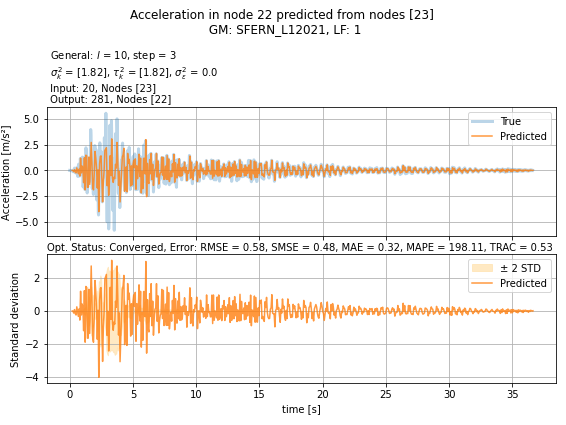 Acceleration in node 22 predicted from nodes [23]
GM: SFERN_L12021, LF: 1
General: l = 10, step = 3
σ²ₖ = [1.82], τ²ₖ = [1.82], σ²ε = 0.0
Input: 20, Nodes [23]
Output: 281, Nodes [22]
Acceleration [m/s²]
5.0
2.5
0.0
−2.5
−5.0
True
Predicted
Opt. Status: Converged, Error: RMSE = 0.58, SMSE = 0.48, MAE = 0.32, MAPE = 198.11, TRAC = 0.53
Standard deviation
2
0
−2
−4
± 2 STD
Predicted
0 5 10 15 20 25 30 35
time [s]